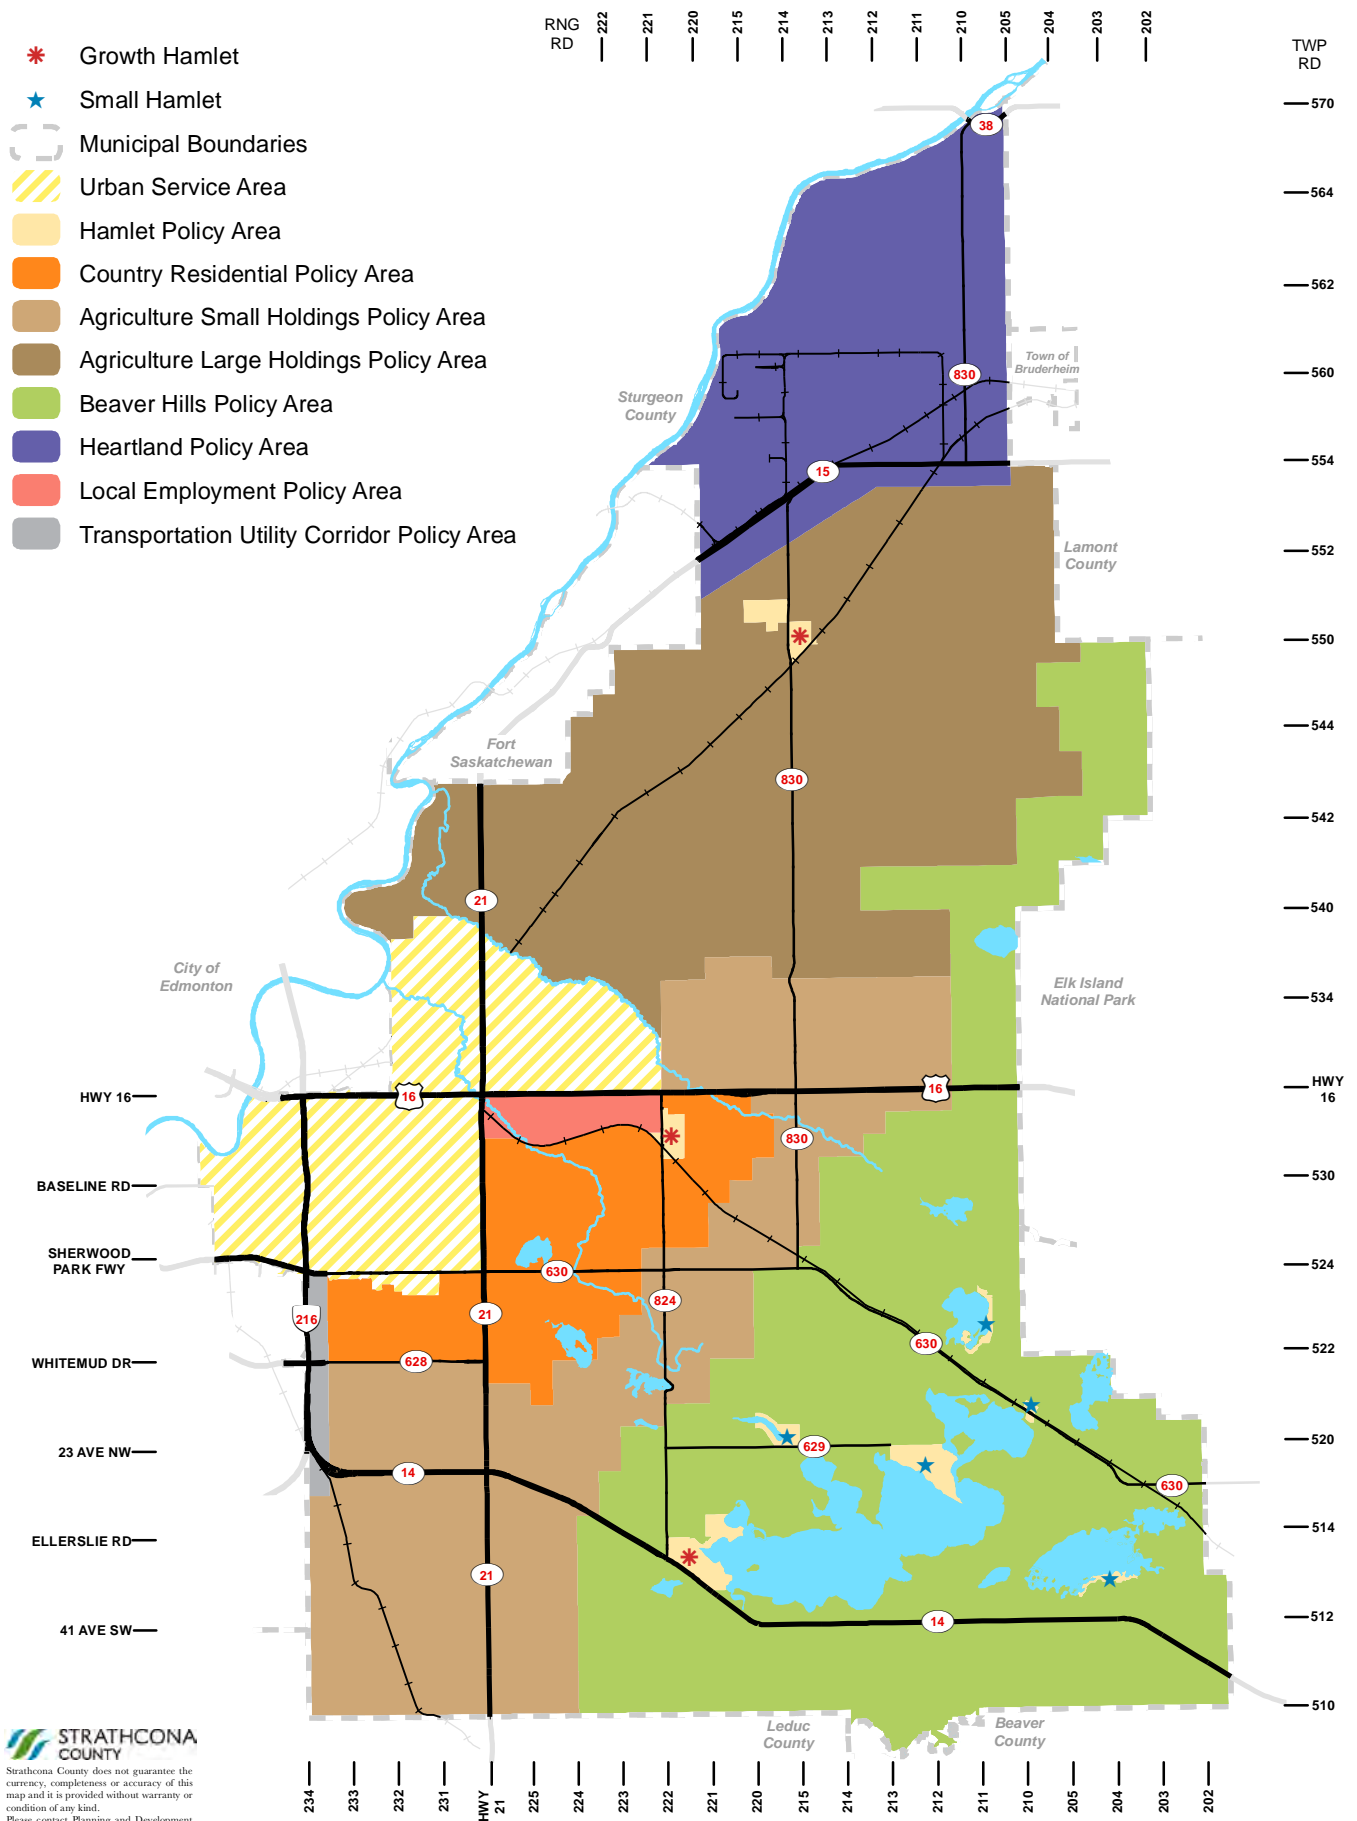 RNG
RD
222
221
220
215
214
213
212
211
210
205
204
203
202
TWP
RD
Growth Hamlet
Small Hamlet
Municipal Boundaries
Urban Service Area
Hamlet Policy Area
Country Residential Policy Area
Agriculture Small Holdings Policy Area
Agriculture Large Holdings Policy Area
Beaver Hills Policy Area
Heartland Policy Area
Local Employment Policy Area
Transportation Utility Corridor Policy Area
570
564
562
560
554
552
550
544
542
540
534
HWY
16
530
524
522
520
514
512
510
38
Town of
Bruderheim
830
Sturgeon
County
15
Lamont
County
Fort
Saskatchewan
830
21
City of
Edmonton
Elk Island
National Park
HWY 16
16
16
830
BASELINE RD
SHERWOOD
PARK FWY
630
824
216
21
630
WHITEMUD DR
628
23 AVE NW
629
14
630
ELLERSLIE RD
21
41 AVE SW
14
Leduc
County
Beaver
County
STRATHCONA
COUNTY
Strathcona County does not guarantee the
currency, completeness or accuracy of this
map and it is provided without warranty or
condition of any kind.
Please contact Planning and Development
234
233
232
231
HWY
21
225
224
223
222
221
220
215
214
213
212
211
210
205
204
203
202